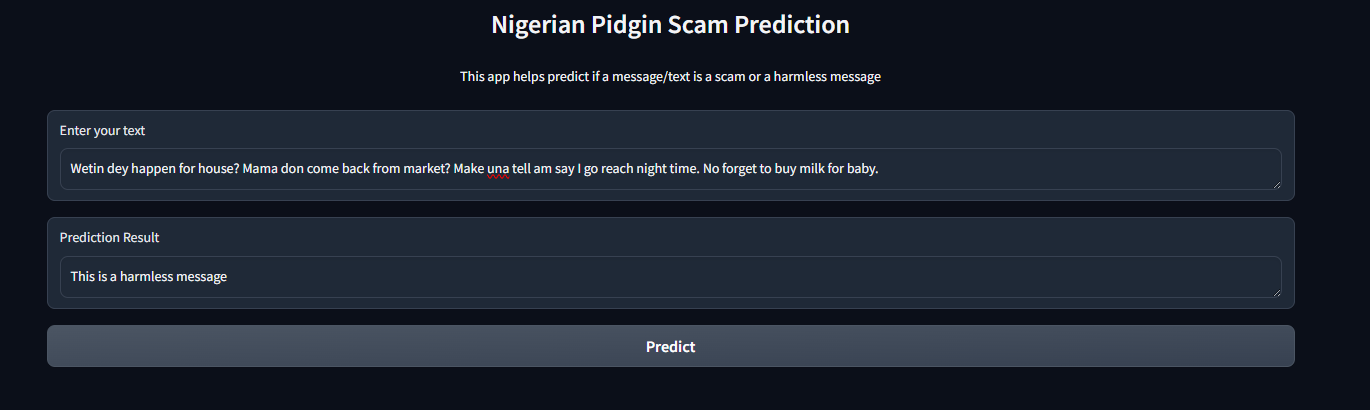 Nigerian Pidgin Scam Prediction
This app helps predict if a message/text is a scam or a harmless message
Enter your text
Wetin dey happen for house? Mama don come back from market? Make una tell am say I go reach night time. No forget to buy milk for baby.
Prediction Result
This is a harmless message
Predict